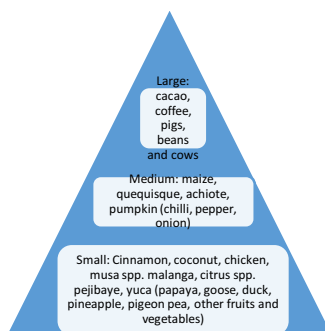 Large:
cacao,
coffee,
pigs,
beans
and cows
Medium: maize,
quequisque, achiote,
pumpkin (chilli, pepper,
onion)
Small: Cinnamon, coconut, chicken,
musa spp. malanga, citrus spp.
pejibaye, yuca (papaya, goose, duck,
pineapple, pigeon pea, other fruits and
vegetables)